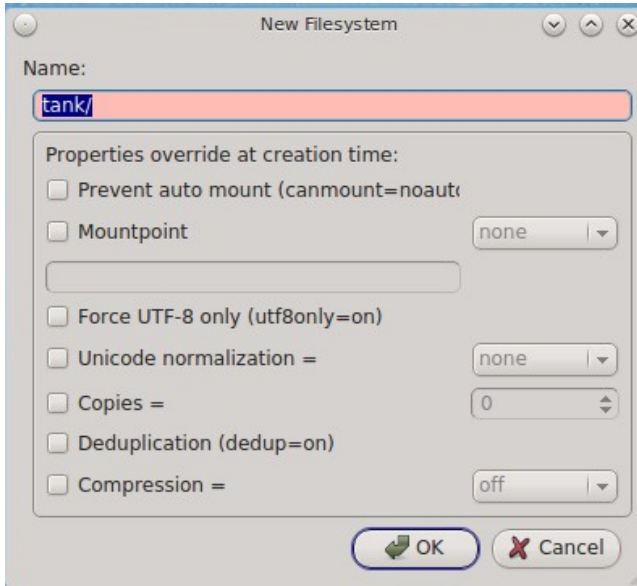 New Filesystem
Name:
tank/
Properties override at creation time:
Prevent auto mount (canmount=noauto
Mountpoint none
Force UTF-8 only (utf8only=on)
Unicode normalization = none
Copies = 0
Deduplication (dedup=on)
Compression = off
OK Cancel